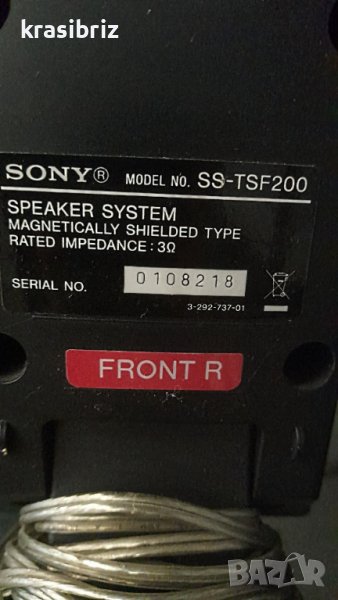 krasibriz
SONY® MODEL NO. SS-TSF200
SPEAKER SYSTEM
MAGNETICALLY SHIELDED TYPE
RATED IMPEDANCE : 3Ω
SERIAL NO. 0108218
3-292-737-01
FRONT R
BAZAR